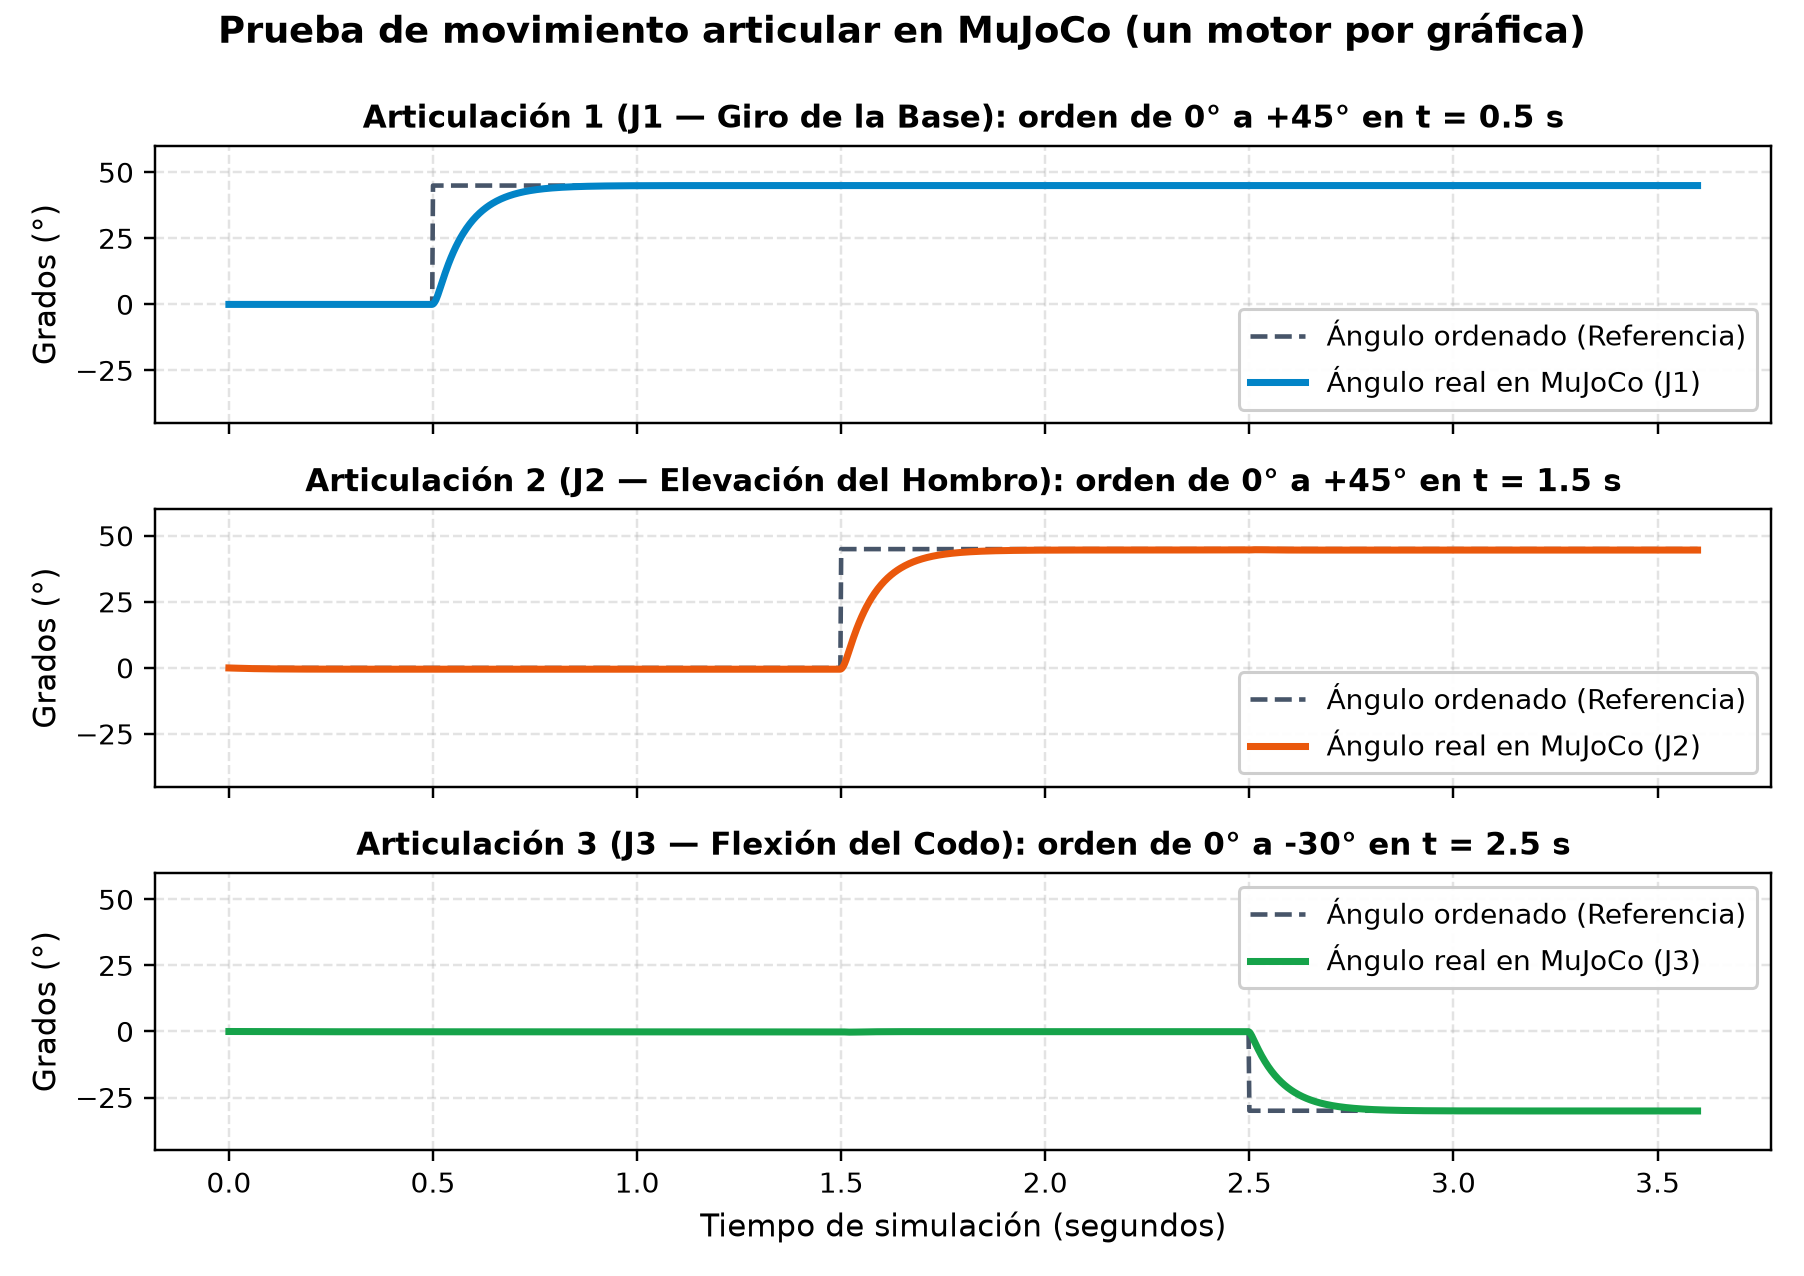 Prueba de movimiento articular en MuJoCo (un motor por gráfica)
Articulación 1 (J1 — Giro de la Base): orden de 0° a +45° en t = 0.5 s
Grados (°)
50
25
0
−25
Ángulo ordenado (Referencia)
Ángulo real en MuJoCo (J1)
Articulación 2 (J2 — Elevación del Hombro): orden de 0° a +45° en t = 1.5 s
Grados (°)
50
25
0
−25
Ángulo ordenado (Referencia)
Ángulo real en MuJoCo (J2)
Articulación 3 (J3 — Flexión del Codo): orden de 0° a -30° en t = 2.5 s
Grados (°)
50
25
0
−25
Ángulo ordenado (Referencia)
Ángulo real en MuJoCo (J3)
0.0 0.5 1.0 1.5 2.0 2.5 3.0 3.5
Tiempo de simulación (segundos)